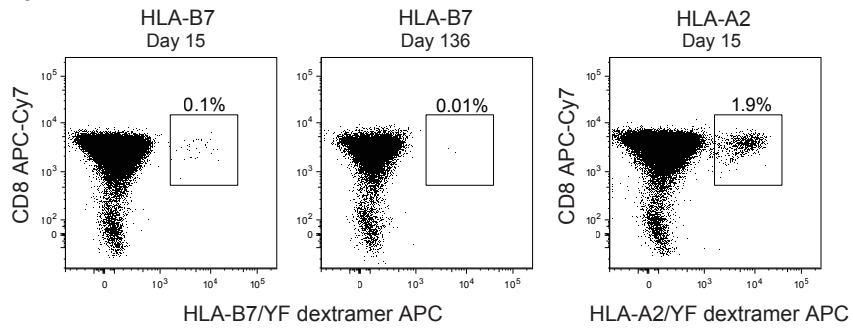 HLA-B7
Day 15
HLA-B7
Day 136
HLA-A2
Day 15
CD8 APC-Cy7
10⁵
10⁴
10³
10²
0
0.1%
0 10³ 10⁴ 10⁵
10⁵
10⁴
10³
10²
0
0.01%
0 10³ 10⁴ 10⁵
HLA-B7/YF dextramer APC
CD8 APC-Cy7
10⁵
10⁴
10³
10²
0
1.9%
0 10³ 10⁴ 10⁵
HLA-A2/YF dextramer APC